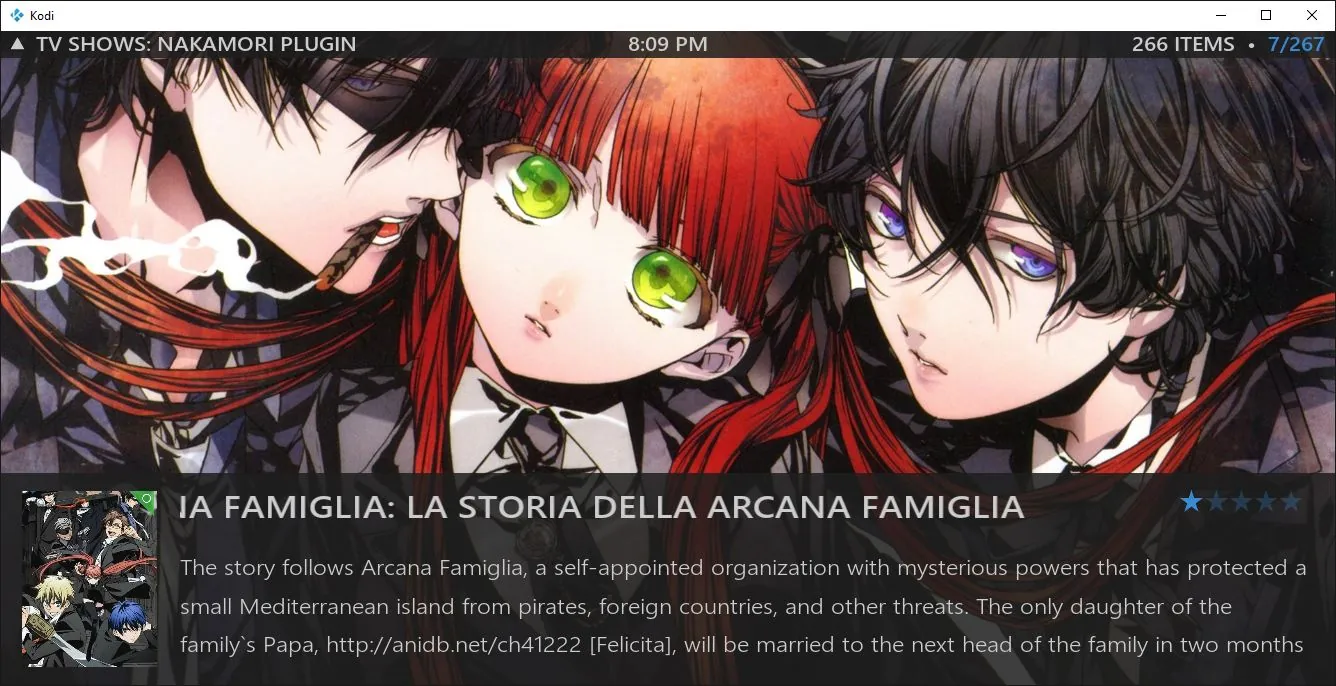 Kodi
TV SHOWS: NAKAMORI PLUGIN
8:09 PM
266 ITEMS • 7/267
IA FAMIGLIA: LA STORIA DELLA ARCANA FAMIGLIA
The story follows Arcana Famiglia, a self-appointed organization with mysterious powers that has protected a
small Mediterranean island from pirates, foreign countries, and other threats. The only daughter of the
family`s Papa, http://anidb.net/ch41222 [Felicita], will be married to the next head of the family in two months